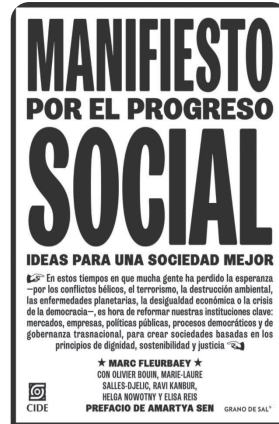 MANIFIESTO
POR EL PROGRESO
SOCIAL
IDEAS PARA UNA SOCIEDAD MEJOR
En estos tiempos en que mucha gente ha perdido la esperanza
—por los conflictos bélicos, el terrorismo, la destrucción ambiental,
las enfermedades planetarias, la desigualdad económica o la crisis
de la democracia—, es hora de reformar nuestras instituciones clave:
mercados, empresas, políticas públicas, procesos democráticos y de
gobernanza trasnacional, para crear sociedades basadas en los
principios de dignidad, sostenibilidad y justicia
★ MARC FLEURBAEY ★
CON OLIVIER BOUIN, MARIE-LAURE
SALLES-DJELIC, RAVI KANBUR,
HELGA NOWOTNY Y ELISA REIS
CIDE
PREFACIO DE AMARTYA SEN
GRANO DE SAL